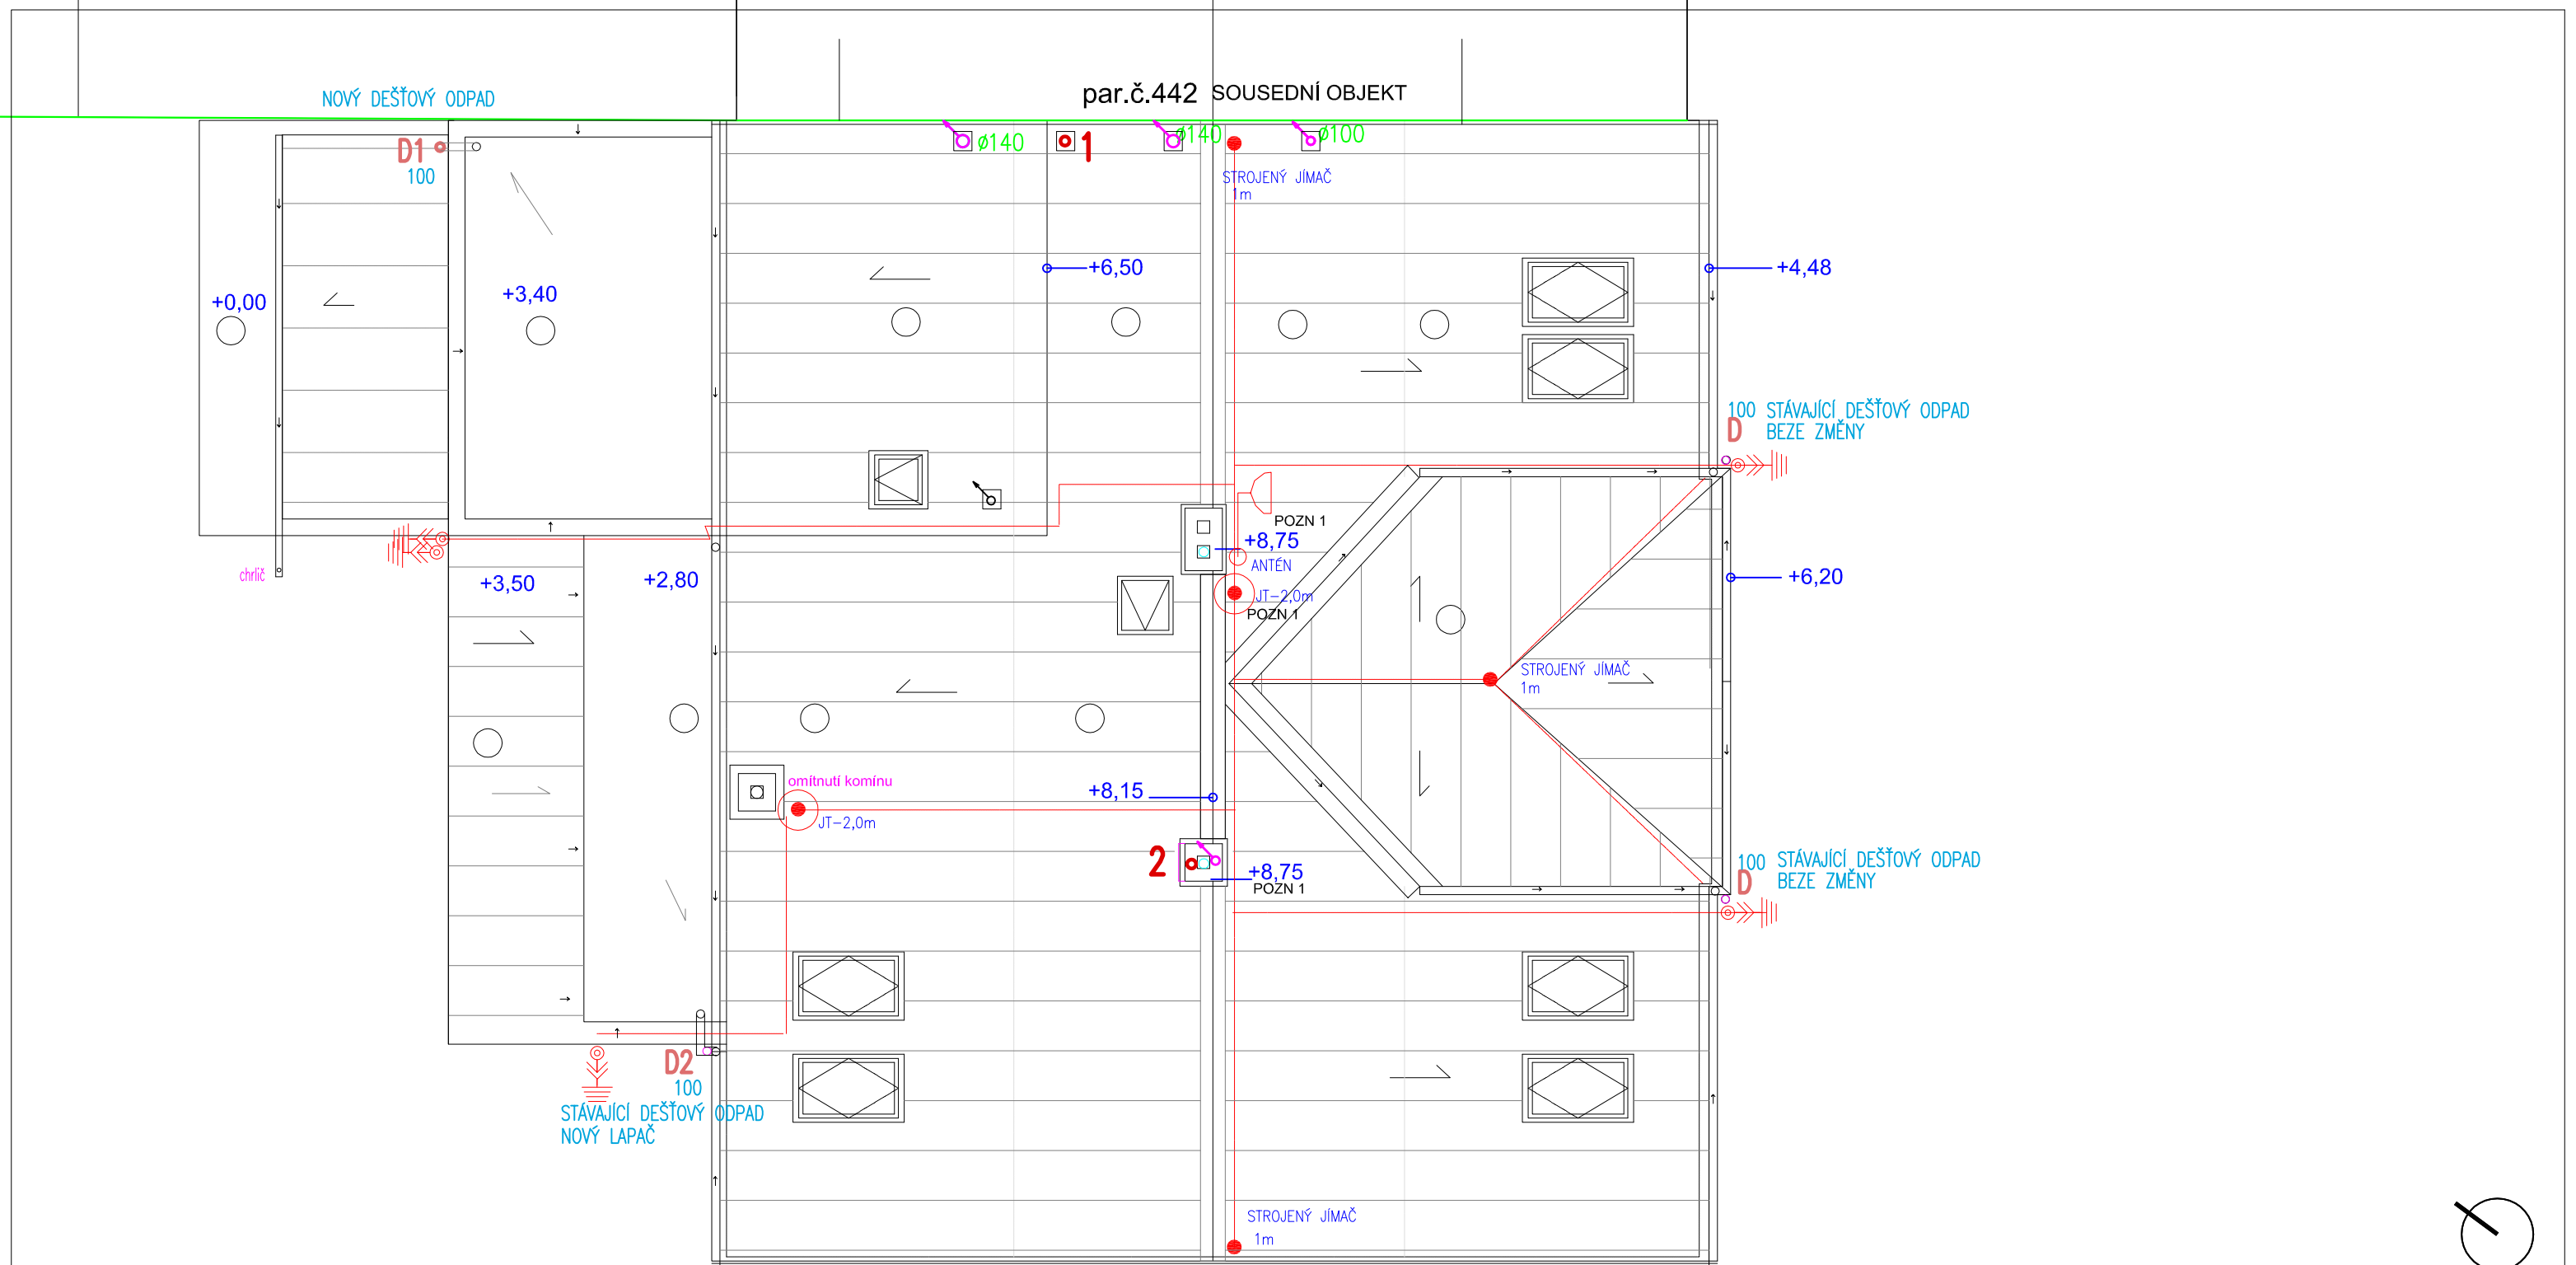 par.č.442 SOUSEDNÍ OBJEKT
NOVÝ DEŠŤOVÝ ODPAD
D1
100
ø140
1
ø140
ø100
STROJENÝ JÍMAČ
1m
+0,00
+3,40
+6,50
+4,48
100 STÁVAJÍCÍ DEŠŤOVÝ ODPAD
D BEZE ZMĚNY
POZN 1
+8,75
ANTÉN
chrlič
+3,50
+2,80
JT-2,0m
POZN 1
+6,20
STROJENÝ JÍMAČ
1m
omítnutí komínu
JT-2,0m
+8,15
2
+8,75
POZN 1
100 STÁVAJÍCÍ DEŠŤOVÝ ODPAD
D BEZE ZMĚNY
D2
100
STÁVAJÍCÍ DEŠŤOVÝ ODPAD
NOVÝ LAPAČ
STROJENÝ JÍMAČ
1m